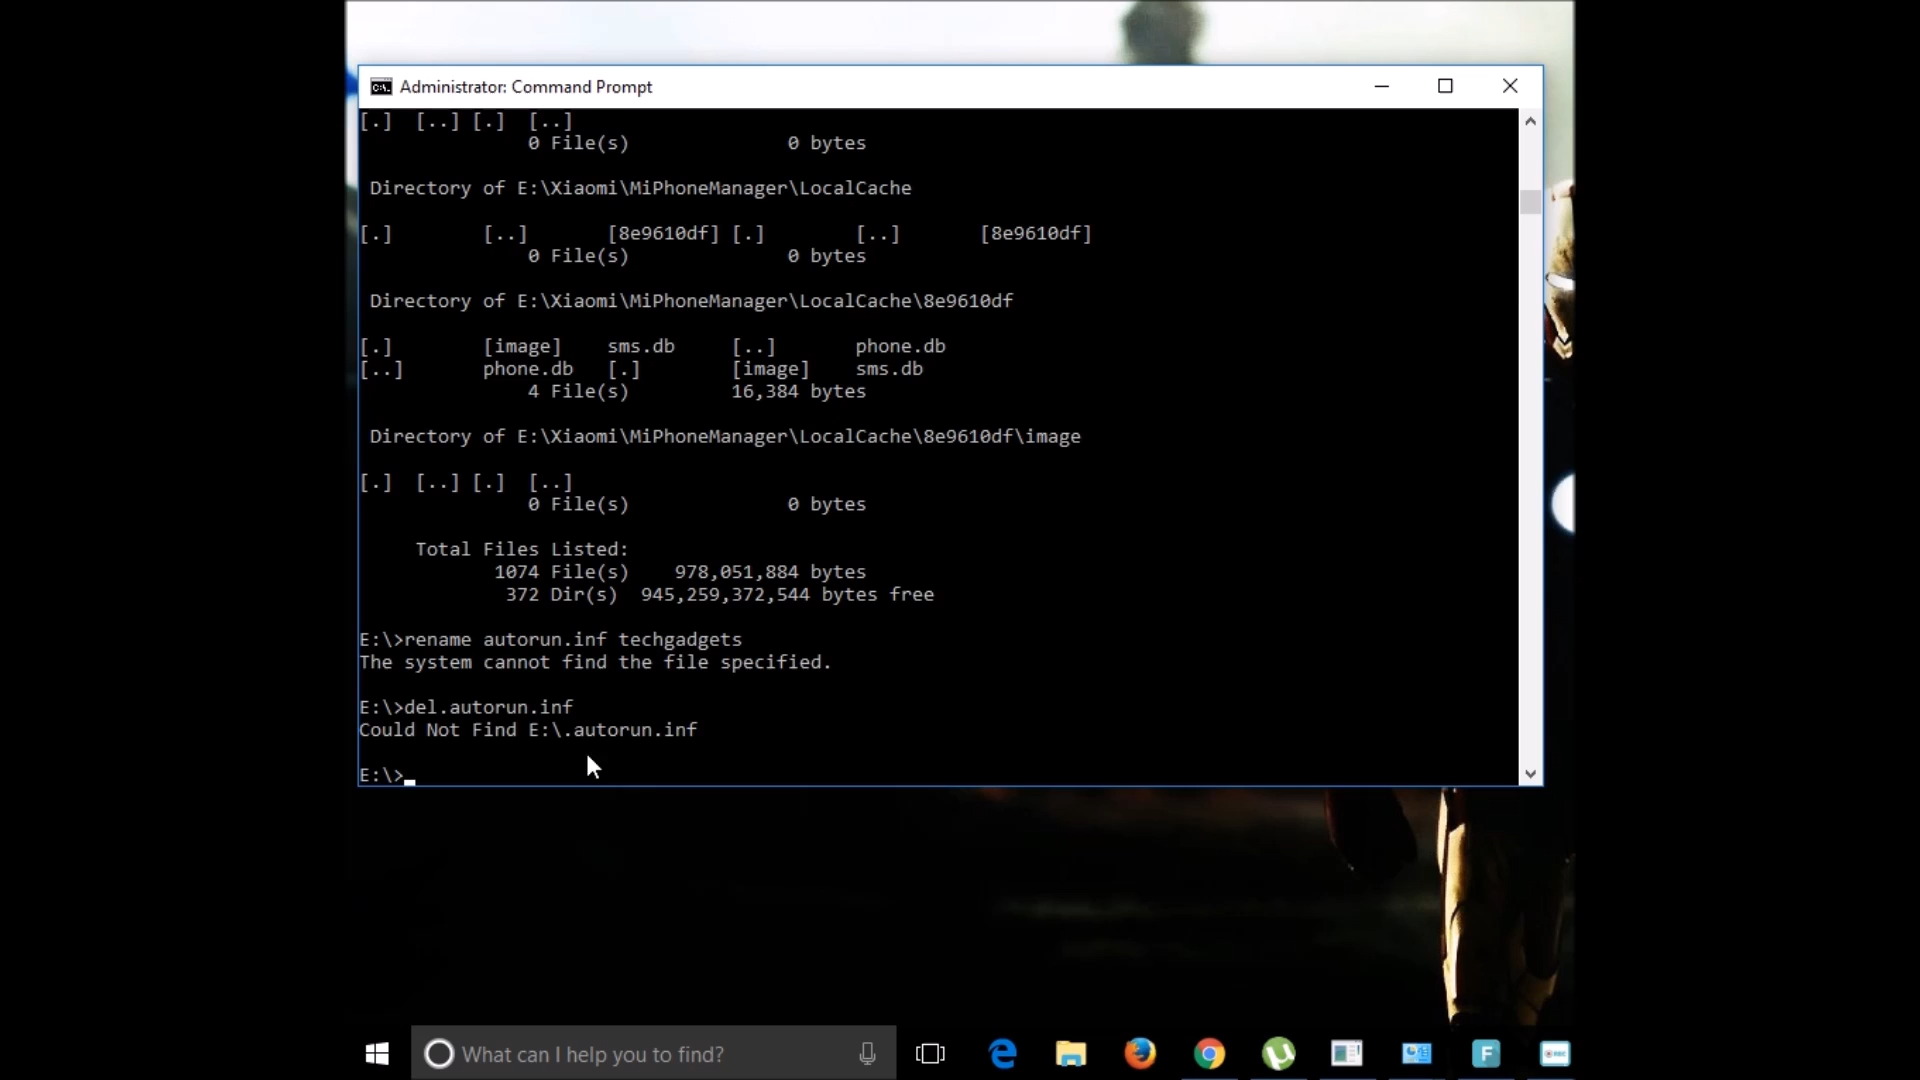 Administrator: Command Prompt
[.]  [..] [.]  [..]
0 File(s)              0 bytes
Directory of E:\Xiaomi\MiPhoneManager\LocalCache
[.]        [..]       [8e9610df] [.]        [..]       [8e9610df]
0 File(s)              0 bytes
Directory of E:\Xiaomi\MiPhoneManager\LocalCache\8e9610df
[.]        [image]    sms.db     [..]       phone.db
[..]       phone.db   [.]        [image]    sms.db
4 File(s)         16,384 bytes
Directory of E:\Xiaomi\MiPhoneManager\LocalCache\8e9610df\image
[.]  [..] [.]  [..]
0 File(s)              0 bytes
Total Files Listed:
1074 File(s)    978,051,884 bytes
372 Dir(s)  945,259,372,544 bytes free
E:\>rename autorun.inf techgadgets
The system cannot find the file specified.
E:\>del.autorun.inf
Could Not Find E:\.autorun.inf
E:\>
What can I help you to find?